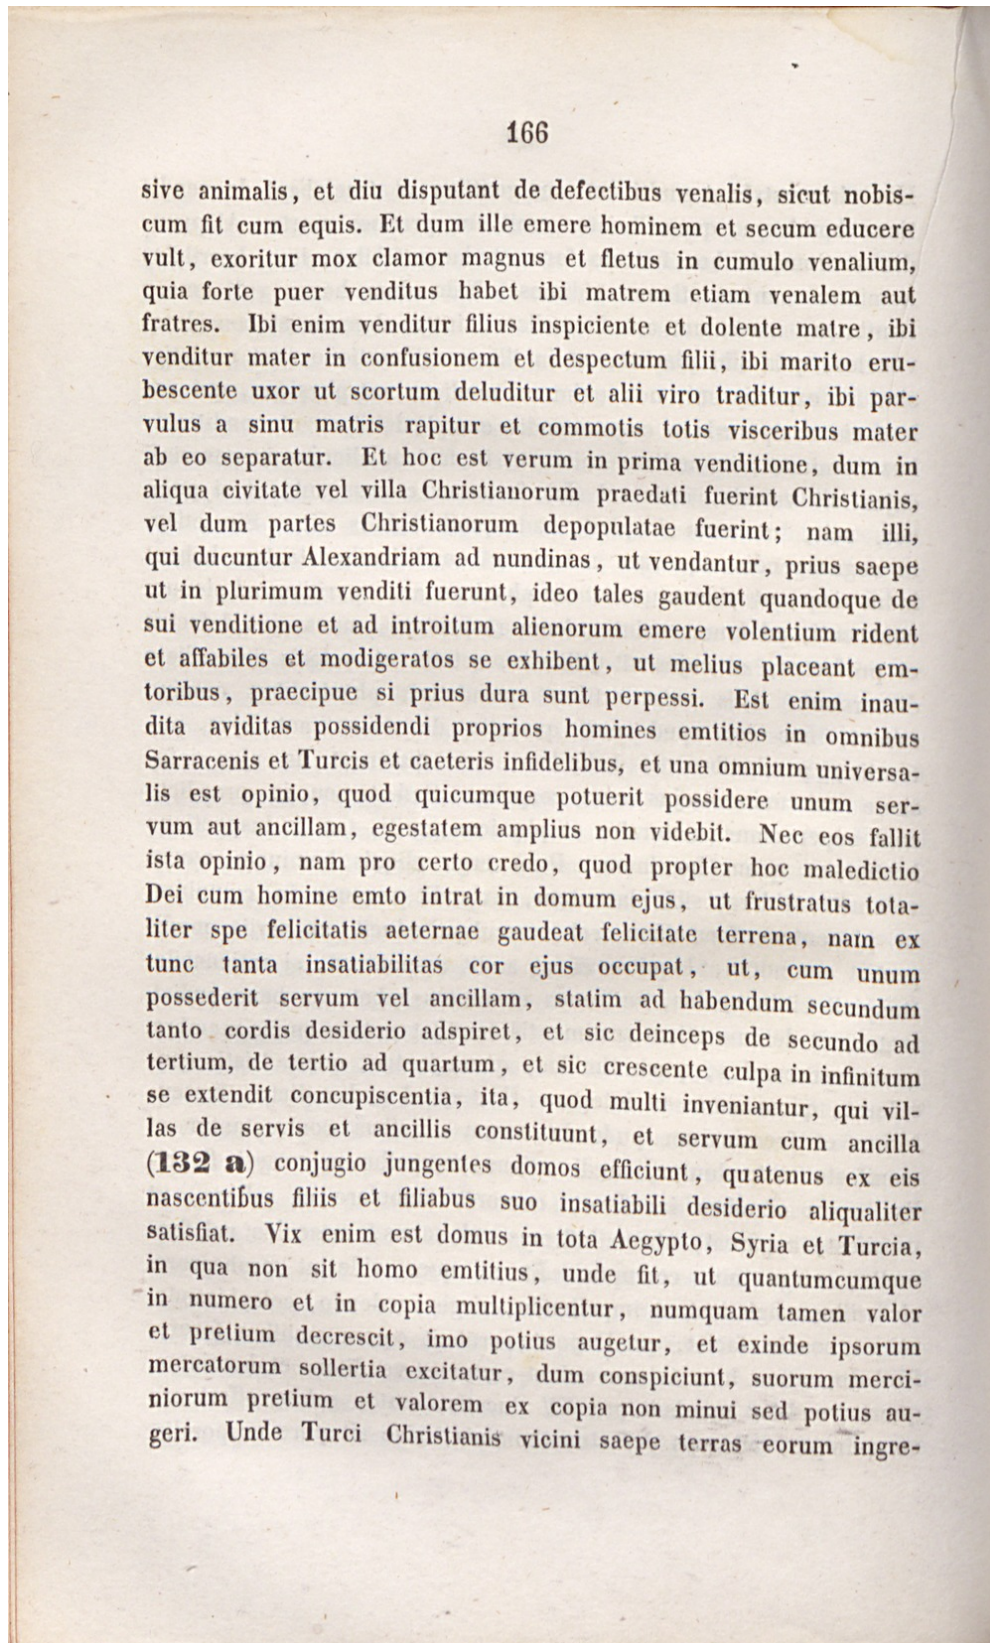 166
sive animalis, et diu disputant de defectibus venalis, sicut nobis-
cum fit cum equis. Et dum ille emere hominem et secum educere
vult, exoritur mox clamor magnus et fletus in cumulo venalium,
quia forte puer venditus habet ibi matrem etiam venalem aut
fratres. Ibi enim venditur filius inspiciente et dolente matre, ibi
venditur mater in confusionem et despectum filii, ibi marito eru-
bescente uxor ut scortum deluditur et alii viro traditur, ibi par-
vulus a sinu matris rapitur et commotis totis visceribus mater
ab eo separatur. Et hoc est verum in prima venditione, dum in
aliqua civitate vel villa Christianorum praedati fuerint Christianis,
vel dum partes Christianorum depopulatae fuerint; nam illi,
qui ducuntur Alexandriam ad nundinas, ut vendantur, prius saepe
ut in plurimum venditi fuerunt, ideo tales gaudent quandoque de
sui venditione et ad introitum alienorum emere volentium rident
et affabiles et modigeratos se exhibent, ut melius placeant em-
toribus, praecipue si prius dura sunt perpessi. Est enim inau-
dita aviditas possidendi proprios homines emtitios in omnibus
Sarracenis et Turcis et caeteris infidelibus, et una omnium universa-
lis est opinio, quod quicumque potuerit possidere unum ser-
vum aut ancillam, egestatem amplius non videbit. Nec eos fallit
ista opinio, nam pro certo credo, quod propter hoc maledictio
Dei cum homine emto intrat in domum ejus, ut frustratus tota-
liter spe felicitatis aeternae gaudeat felicitate terrena, nam ex
tunc tanta insatiabilitas cor ejus occupat, ut, cum unum
possederit servum vel ancillam, statim ad habendum secundum
tanto cordis desiderio adspiret, et sic deinceps de secundo ad
tertium, de tertio ad quartum, et sic crescente culpa in infinitum
se extendit concupiscentia, ita, quod multi inveniantur, qui vil-
las de servis et ancillis constituunt, et servum cum ancilla
(132 a) conjugio jungentes domos efficiunt, quatenus ex eis
nascentibus filiis et filiabus suo insatiabili desiderio aliqualiter
satisfiat. Vix enim est domus in tota Aegypto, Syria et Turcia,
in qua non sit homo emtitius, unde fit, ut quantumcumque
in numero et in copia multiplicentur, numquam tamen valor
et pretium decrescit, imo potius augetur, et exinde ipsorum
mercatorum sollertia excitatur, dum conspiciunt, suorum merci-
niorum pretium et valorem ex copia non minui sed potius au-
geri. Unde Turci Christianis vicini saepe terras eorum ingre-